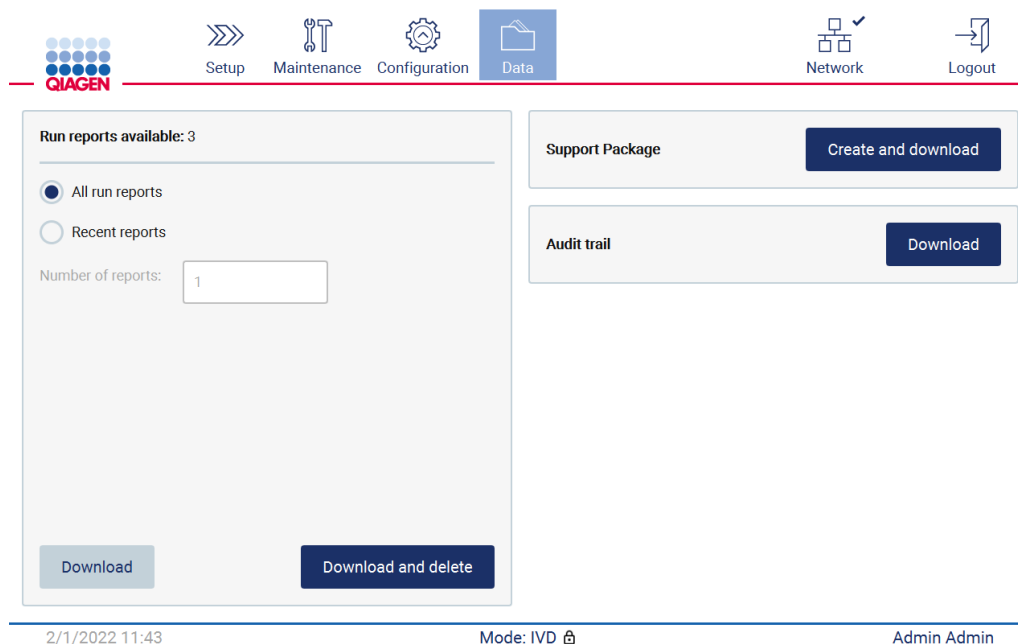 QIAGEN
Setup
Maintenance
Configuration
Data
Network
Logout
Run reports available: 3
All run reports
Recent reports
Number of reports:
1
Download
Download and delete
Support Package
Create and download
Audit trail
Download
2/1/2022 11:43
Mode: IVD
Admin Admin